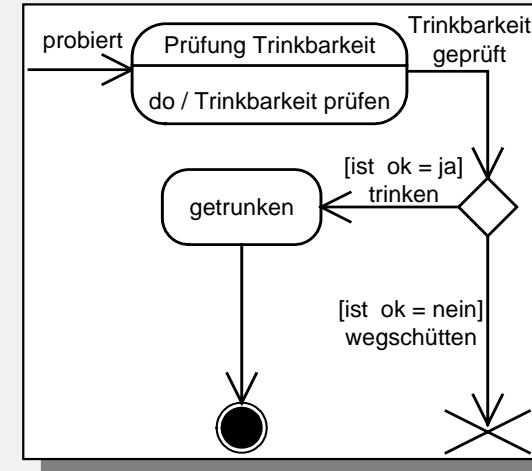 probiert
Prüfung Trinkbarkeit
do / Trinkbarkeit prüfen
Trinkbarkeit
geprüft
[ist ok = ja]
trinken
getrunken
[ist ok = nein]
wegschütten